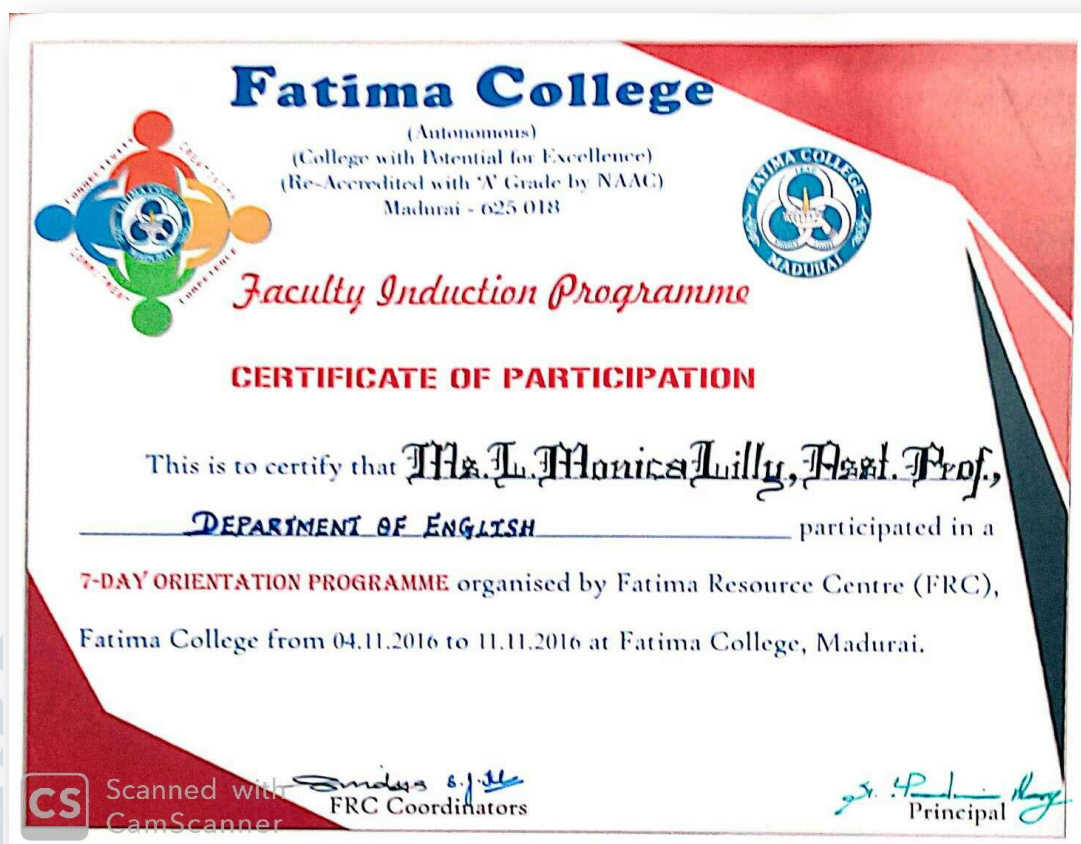 Fatima College
(Autonomous)
(College with Potential for Excellence)
(Re-Accredited with 'A' Grade by NAAC)
Madurai - 625 018
FATIMA COLLEGE
MADURAI
COMPETENCE
Faculty Induction Programme
CERTIFICATE OF PARTICIPATION
This is to certify that Ms. L. Monica Lilly, Asst. Prof.,
DEPARTMENT OF ENGLISH participated in a
7-DAY ORIENTATION PROGRAMME organised by Fatima Resource Centre (FRC),
Fatima College from 04.11.2016 to 11.11.2016 at Fatima College, Madurai.
FRC Coordinators
Principal
CS Scanned with
CamScanner